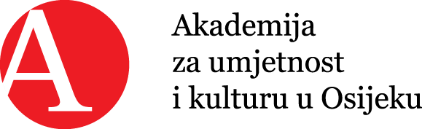 A
Akademija
za umjetnost
i kulturu u Osijeku